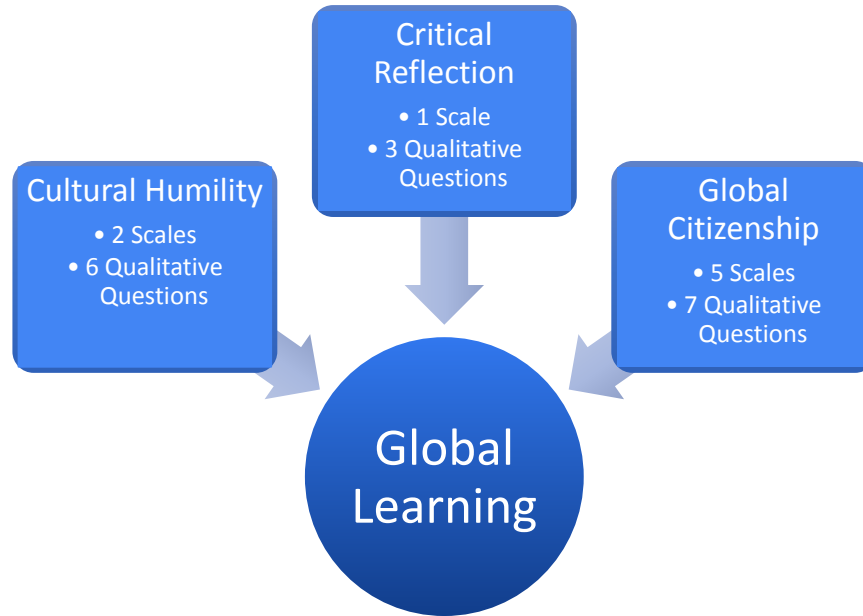 Critical
Reflection
• 1 Scale
• 3 Qualitative
Questions
Cultural Humility
• 2 Scales
• 6 Qualitative
Questions
Global
Citizenship
• 5 Scales
• 7 Qualitative
Questions
Global
Learning